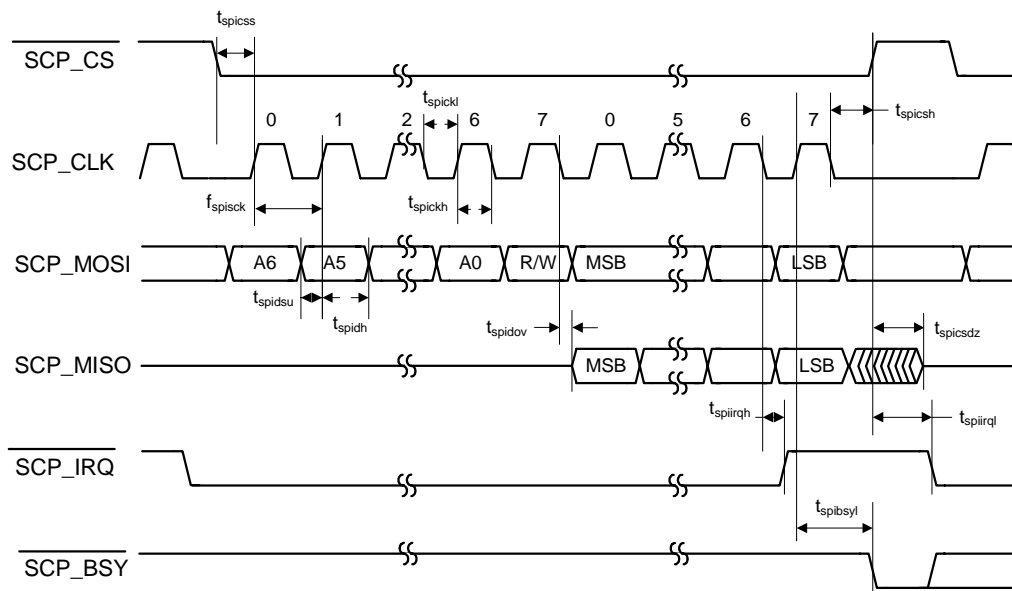 t_spicss
SCP_CS
t_spickl
0 1 2 6 7 0 5 6 7
t_spicsh
SCP_CLK
f_spisck
t_spickh
SCP_MOSI
A6 A5 A0 R/W MSB LSB
t_spidsu
t_spidh
t_spidov
t_spicsdz
SCP_MISO
MSB LSB
t_spiirqh
t_spiirql
SCP_IRQ
t_spibsyl
SCP_BSY